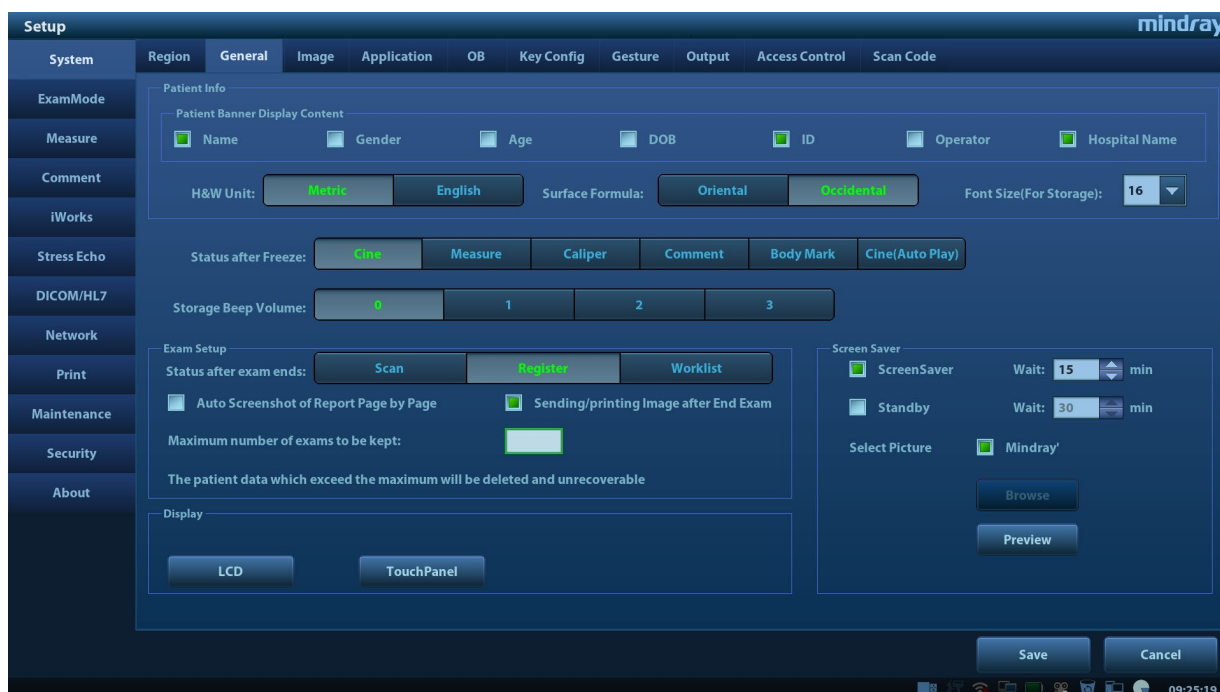 Setup
mindray
System
ExamMode
Measure
Comment
iWorks
Stress Echo
DICOM/HL7
Network
Print
Maintenance
Security
About
Region General Image Application OB Key Config Gesture Output Access Control Scan Code
Patient Info
Patient Banner Display Content
Name Gender Age DOB ID Operator Hospital Name
H&W Unit: Metric English Surface Formula: Oriental Occidental Font Size(For Storage): 16
Status after Freeze: Cine Measure Caliper Comment Body Mark Cine(Auto Play)
Storage Beep Volume: 0 1 2 3
Exam Setup
Status after exam ends: Scan Register Worklist
Auto Screenshot of Report Page by Page Sending/printing Image after End Exam
Maximum number of exams to be kept:
The patient data which exceed the maximum will be deleted and unrecoverable
Display
LCD TouchPanel
Screen Saver
ScreenSaver Wait: 15 min
Standby Wait: 30 min
Select Picture Mindray'
Browse
Preview
Save Cancel
09:25:19